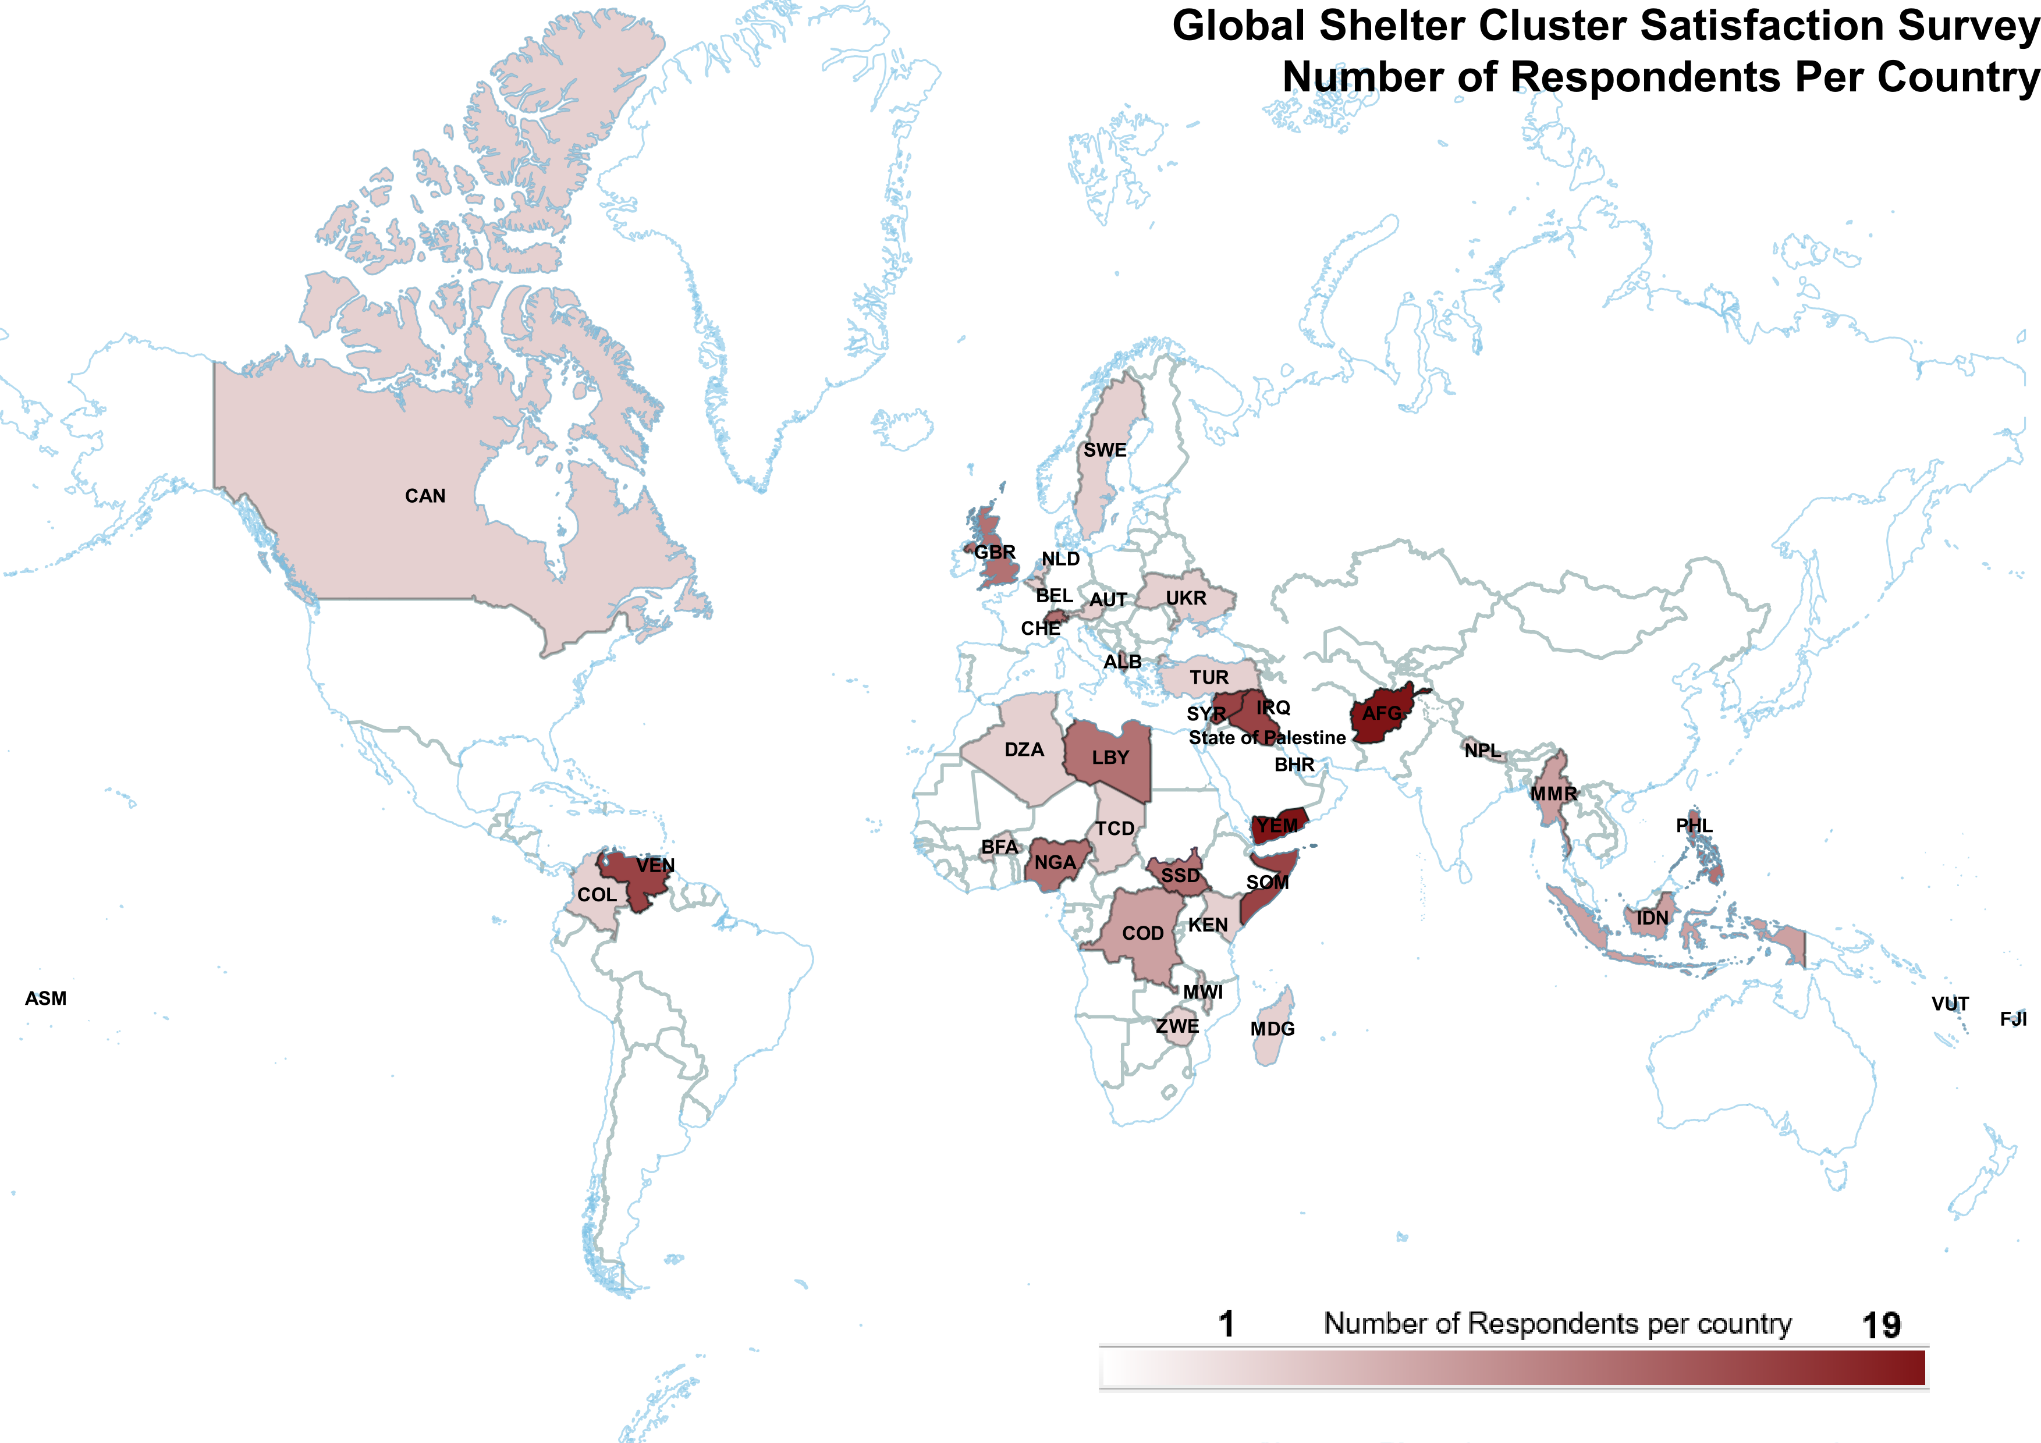 Global Shelter Cluster Satisfaction Survey
Number of Respondents Per Country
CAN
SWE
GBR
NLD
BEL
AUT
UKR
CHE
ALB
TUR
SYR
IRQ
AFG
State of Palestine
DZA
LBY
BHR
NPL
MMR
TCD
YEM
PHL
BFA
NGA
VEN
SSD
SOM
COL
IDN
KEN
COD
MWI
ASM
VUT
FJI
ZWE
MDG
1 Number of Respondents per country 19